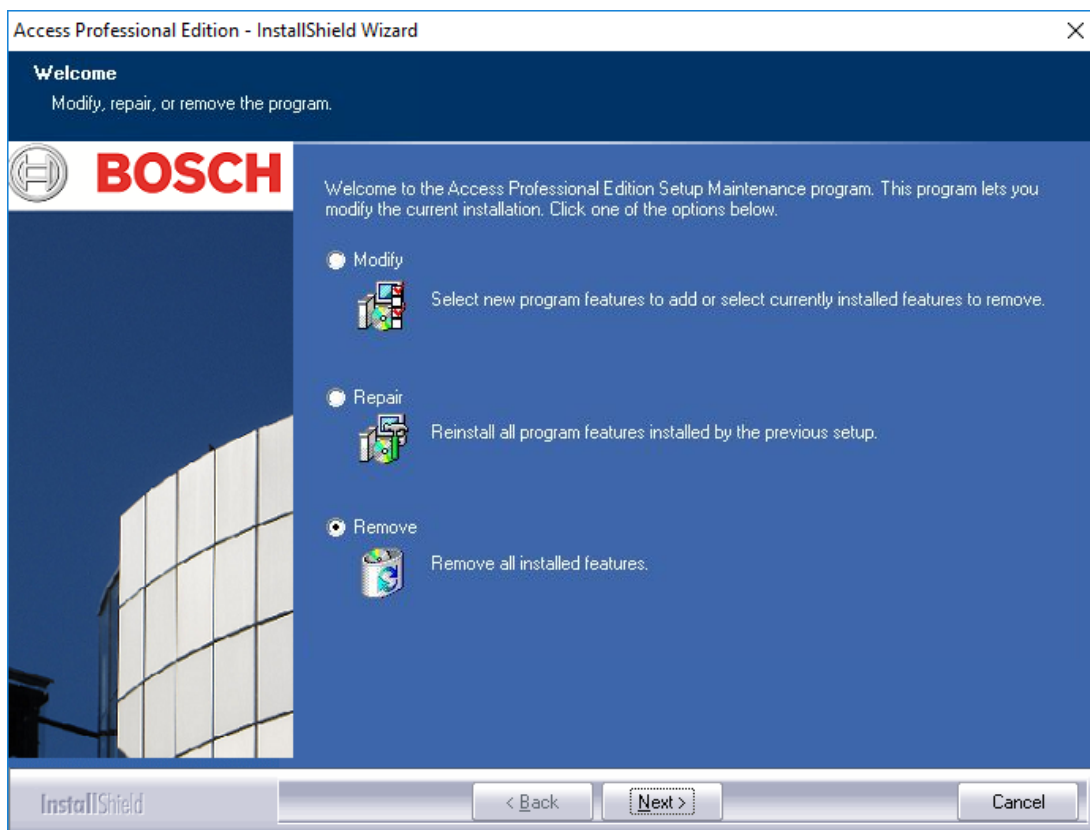 Access Professional Edition - InstallShield Wizard
Welcome
Modify, repair, or remove the program.
BOSCH
Welcome to the Access Professional Edition Setup Maintenance program. This program lets you
modify the current installation. Click one of the options below.
Modify
Select new program features to add or select currently installed features to remove.
Repair
Reinstall all program features installed by the previous setup.
Remove
Remove all installed features.
InstallShield
< Back
Next >
Cancel